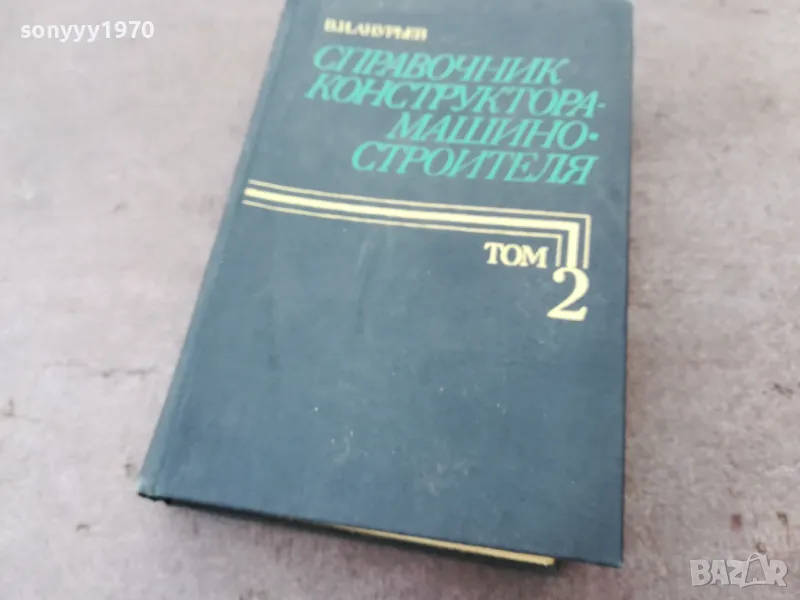 sonyyy1970
В.И.АНУРЬЕВ
СПРАВОЧНИК
КОНСТРУКТОРА-
МАШИНО-
СТРОИТЕЛЯ
ТОМ 2
BAZAR